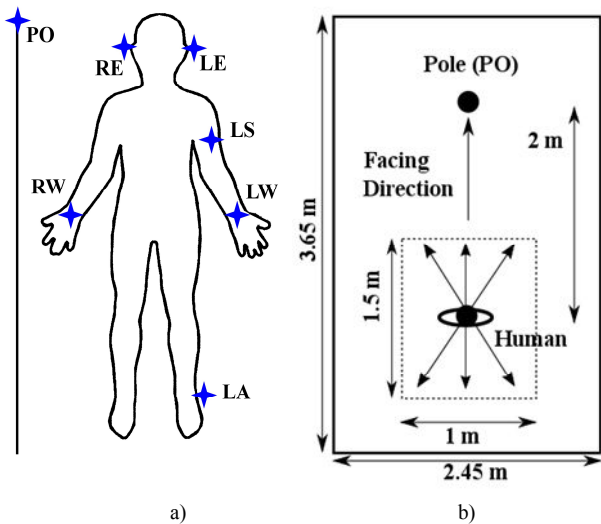 PO
RE
LE
LS
RW
LW
LA
a)
Pole (PO)
2 m
Facing
Direction
3.65 m
1.5 m
Human
1 m
2.45 m
b)